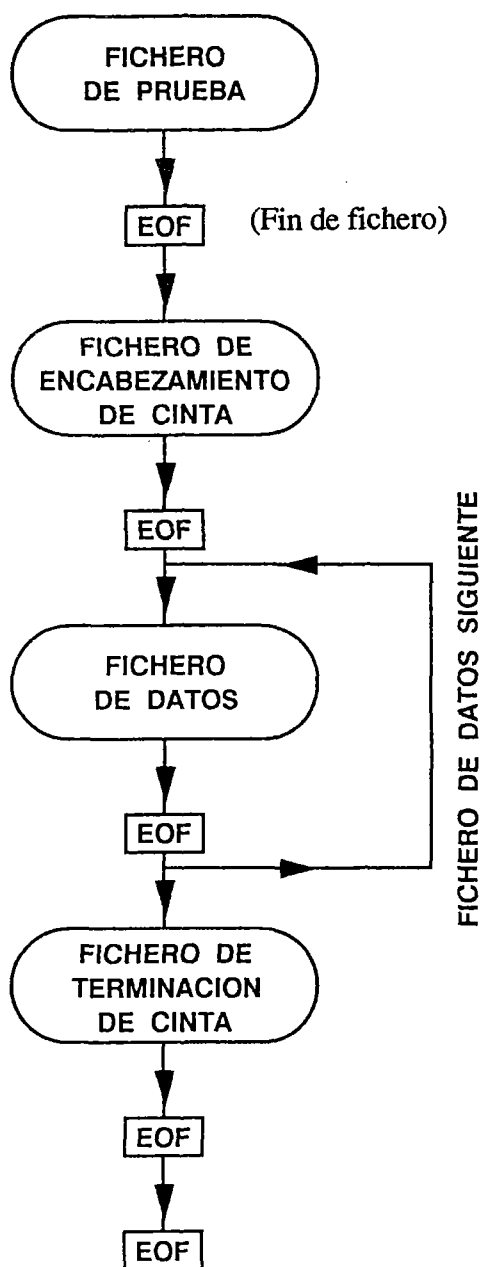 FICHERO
DE PRUEBA
EOF
(Fin de fichero)
FICHERO DE
ENCABEZAMIENTO
DE CINTA
EOF
FICHERO
DE DATOS
FICHERO DE DATOS SIGUIENTE
EOF
FICHERO DE
TERMINACION
DE CINTA
EOF
EOF